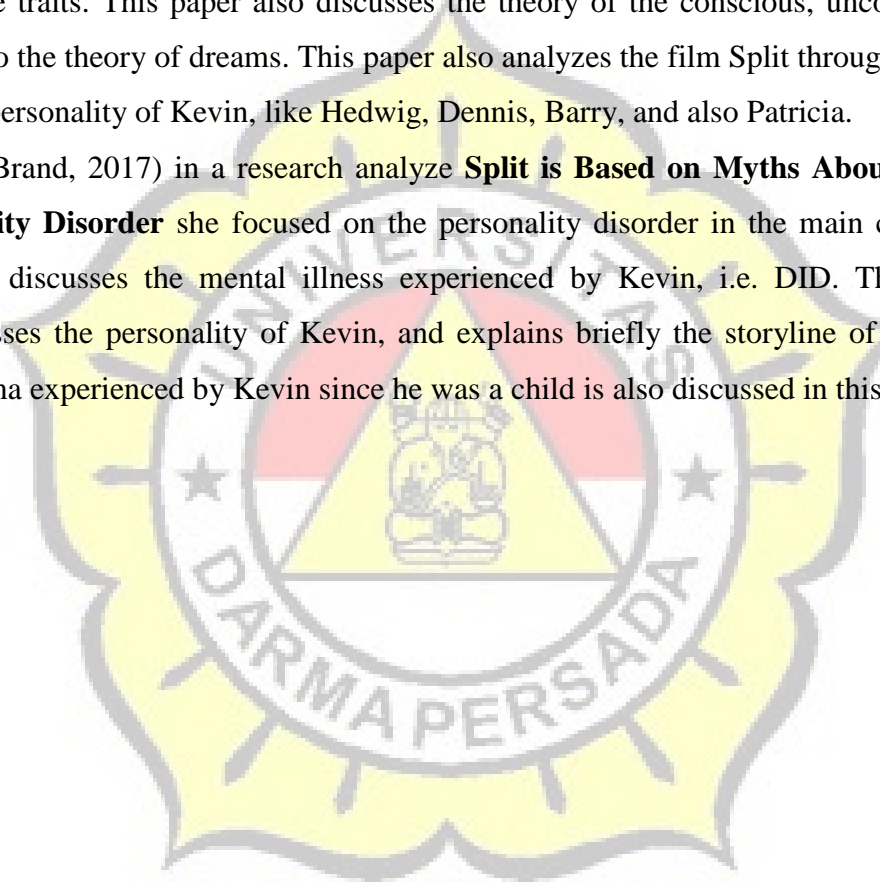 e traits. This paper also discusses the theory of the conscious, unco
o the theory of dreams. This paper also analyzes the film Split throug
personality of Kevin, like Hedwig, Dennis, Barry, and also Patricia.
Brand, 2017) in a research analyze Split is Based on Myths Abou
ity Disorder she focused on the personality disorder in the main c
discusses the mental illness experienced by Kevin, i.e. DID. Th
sses the personality of Kevin, and explains briefly the storyline of
na experienced by Kevin since he was a child is also discussed in this
UNIVERSITAS
DARMA PERSADA